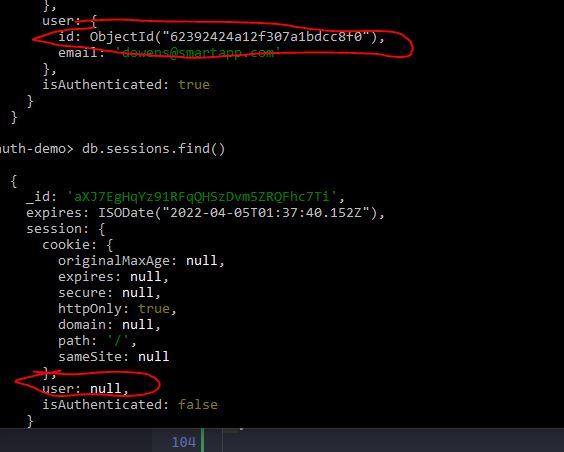 },
user: {
id: ObjectId("62392424a12f307a1bdcc8f0"),
email: 'dowens@smartapp.com'
},
isAuthenticated: true
}
}
uth-demo> db.sessions.find()
{
_id: 'aXJ7EgHqYz91RFqQHSzDvm5ZRQFhc7Ti',
expires: ISODate("2022-04-05T01:37:40.152Z"),
session: {
cookie: {
originalMaxAge: null,
expires: null,
secure: null,
httpOnly: true,
domain: null,
path: '/',
sameSite: null
},
user: null,
isAuthenticated: false
}
104